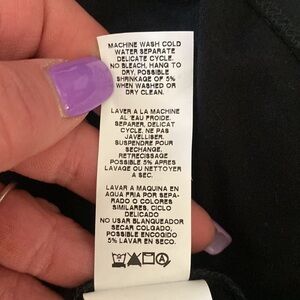 MACHINE WASH COLD
WATER SEPARATE
DELICATE CYCLE.
NO BLEACH, HANG TO
DRY. POSSIBLE
SHRINKAGE OF 5%
WHEN WASHED OR
DRY CLEAN.
LAVER A LA MACHINE
AL 'EAU FROIDE.
SEPARER, DELICAT
CYCLE, NE PAS
JAVELLISER.
SUSPENDRE POUR
SECHANGE.
RETRECISSAGE
POSSIBLE 5% APRES
LAVAGE OU NETTOYER
A SEC.
LAVAR A MAQUINA EN
AGUA FRIA POR SEPA-
RADO O COLORES
SIMILARES, CICLO
DELICADO
NO USAR BLANQUEADOR
SECAR COLGADO,
POSSIBLE ENCOGIDO
5% LAVAR EN SECO.